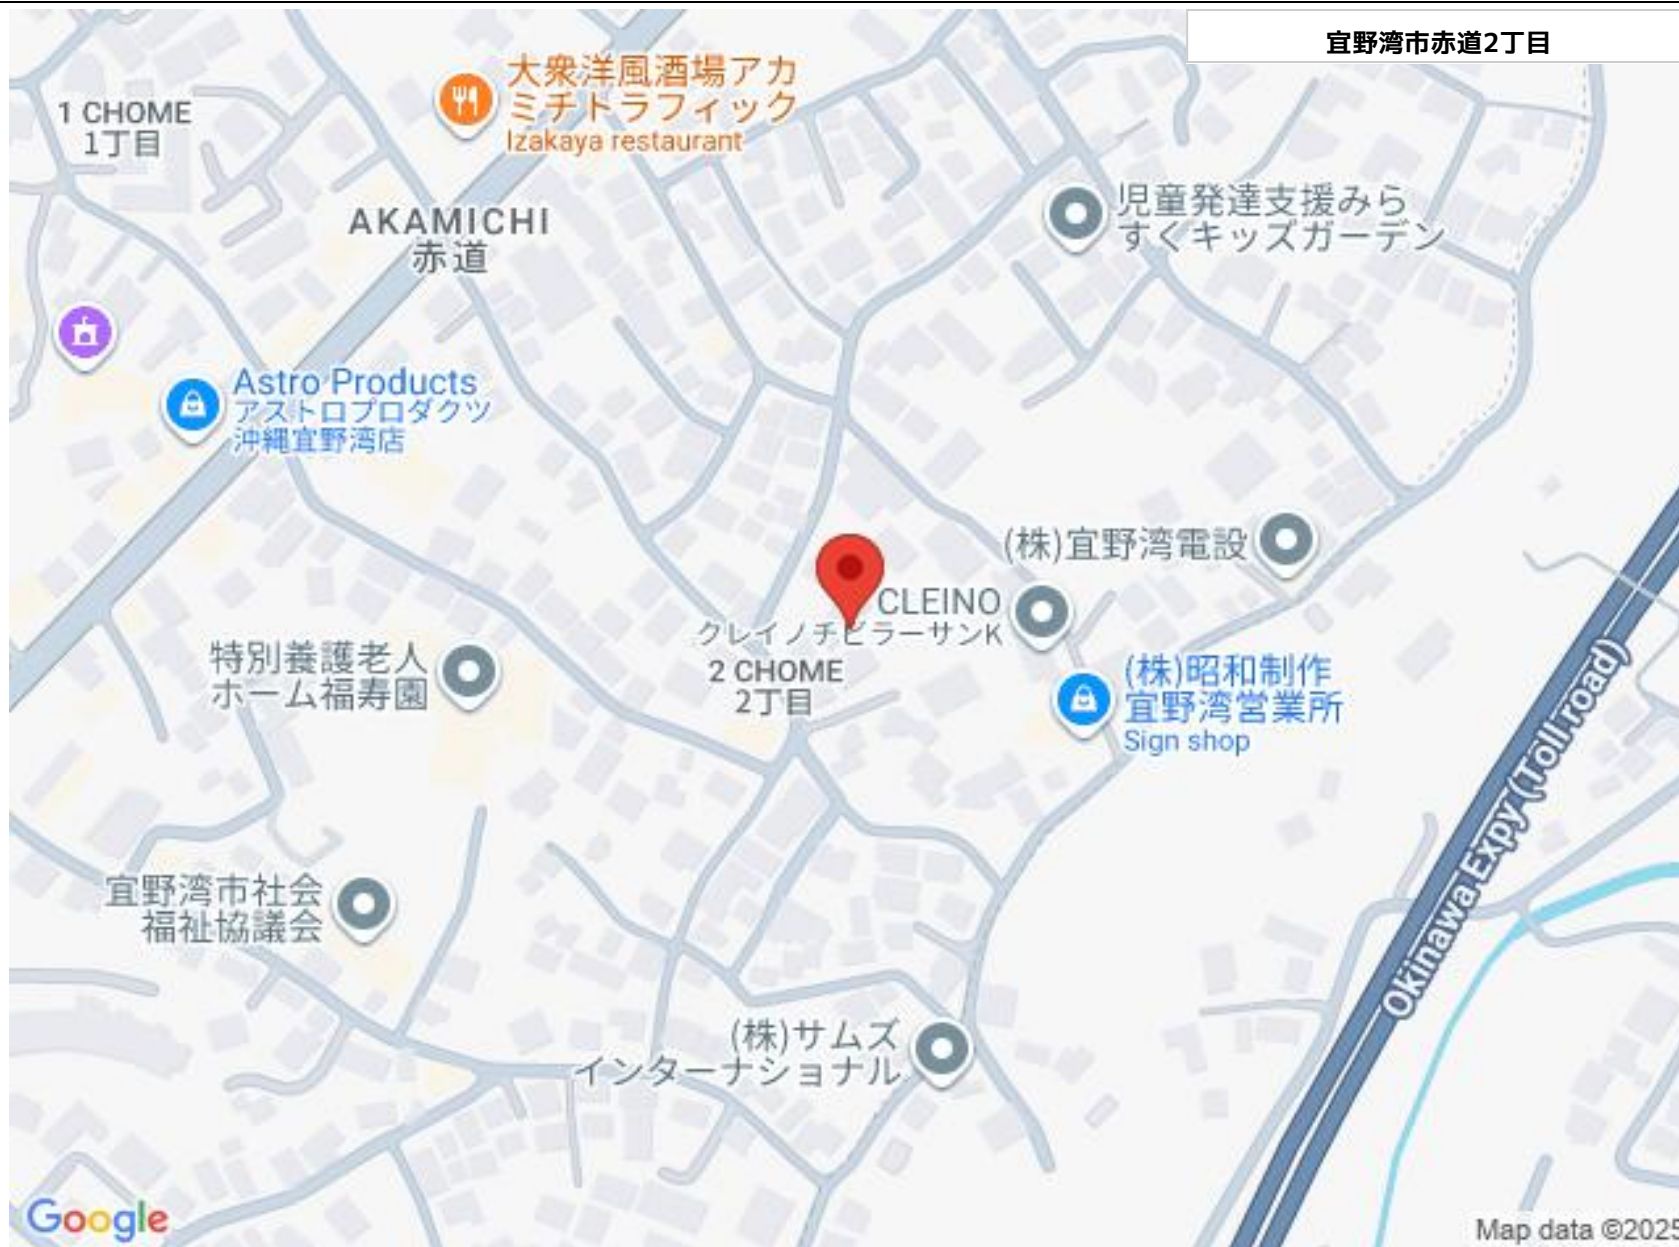 宜野湾市赤道2丁目
大衆洋風酒場アカ
ミチトラフィック
Izakaya restaurant
1 CHOME
1丁目
児童発達支援みら
すくキッズガーデン
AKAMICHI
赤道
Astro Products
アストロプロダクツ
沖縄宜野湾店
(株)宜野湾電設
CLEINO
クレイノチビラーサンK
特別養護老人
ホーム福寿園
2 CHOME
2丁目
(株)昭和制作
宜野湾営業所
Sign shop
Okinawa Expy (Toll road)
宜野湾市社会
福祉協議会
(株)サムズ
インターナショナル
Google
Map data ©2025